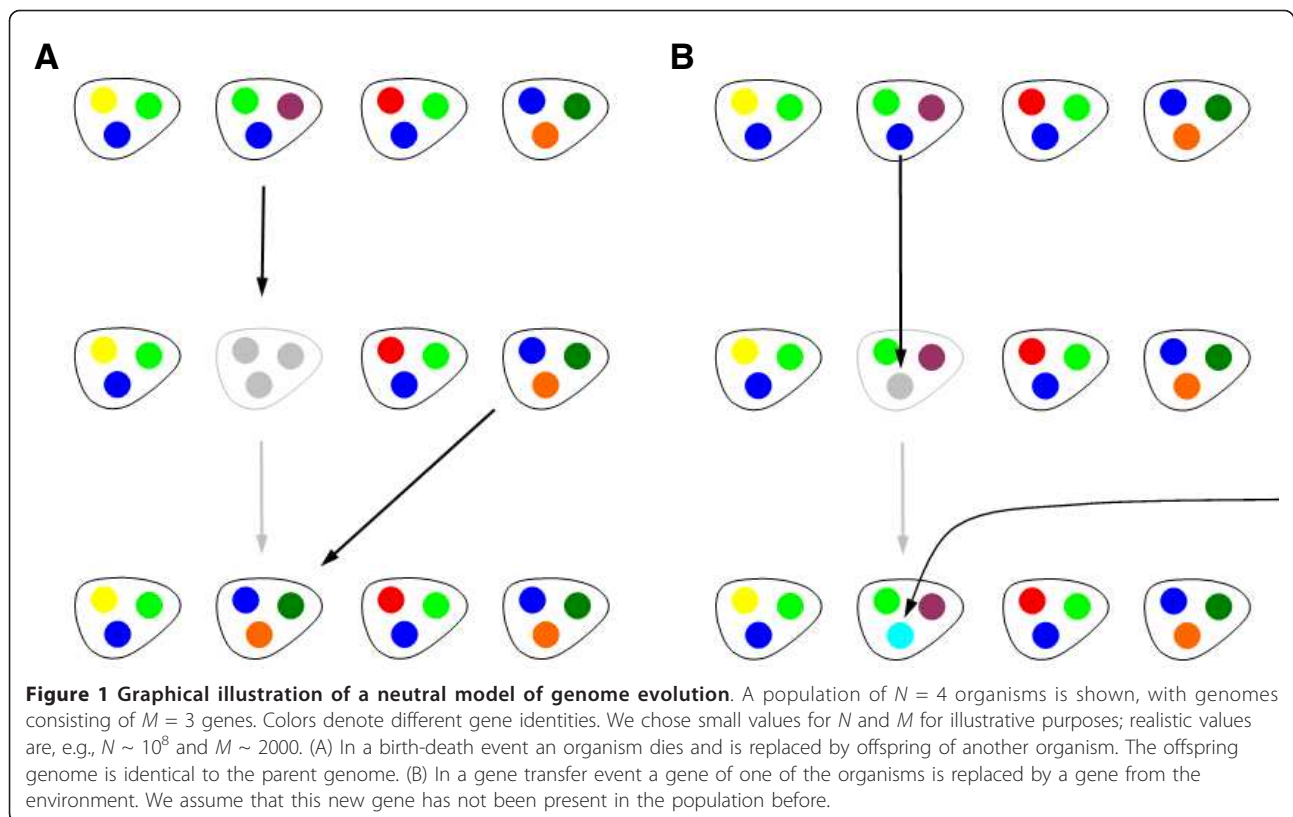 A
B
Figure 1 Graphical illustration of a neutral model of genome evolution. A population of N = 4 organisms is shown, with genomes
consisting of M = 3 genes. Colors denote different gene identities. We chose small values for N and M for illustrative purposes; realistic values
are, e.g., N ~ 10⁸ and M ~ 2000. (A) In a birth-death event an organism dies and is replaced by offspring of another organism. The offspring
genome is identical to the parent genome. (B) In a gene transfer event a gene of one of the organisms is replaced by a gene from the
environment. We assume that this new gene has not been present in the population before.